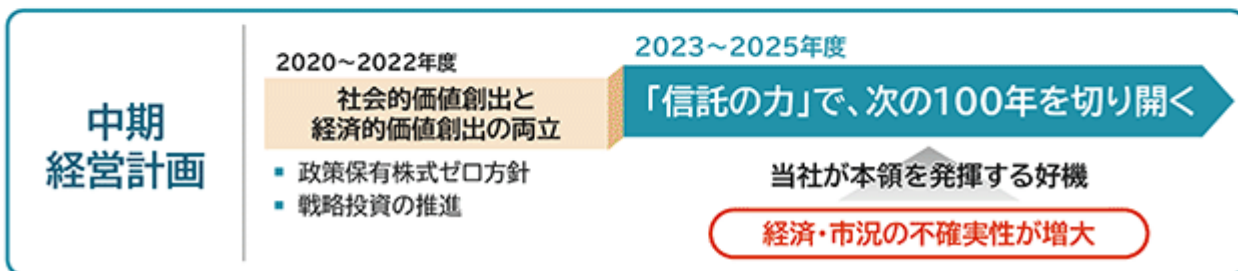 中期
経営計画
2020~2022年度
社会的価値創出と
経済的価値創出の両立
▪ 政策保有株式ゼロ方針
▪ 戦略投資の推進
2023~2025年度
「信託の力」で、次の100年を切り開く
当社が本領を発揮する好機
経済・市況の不確実性が増大